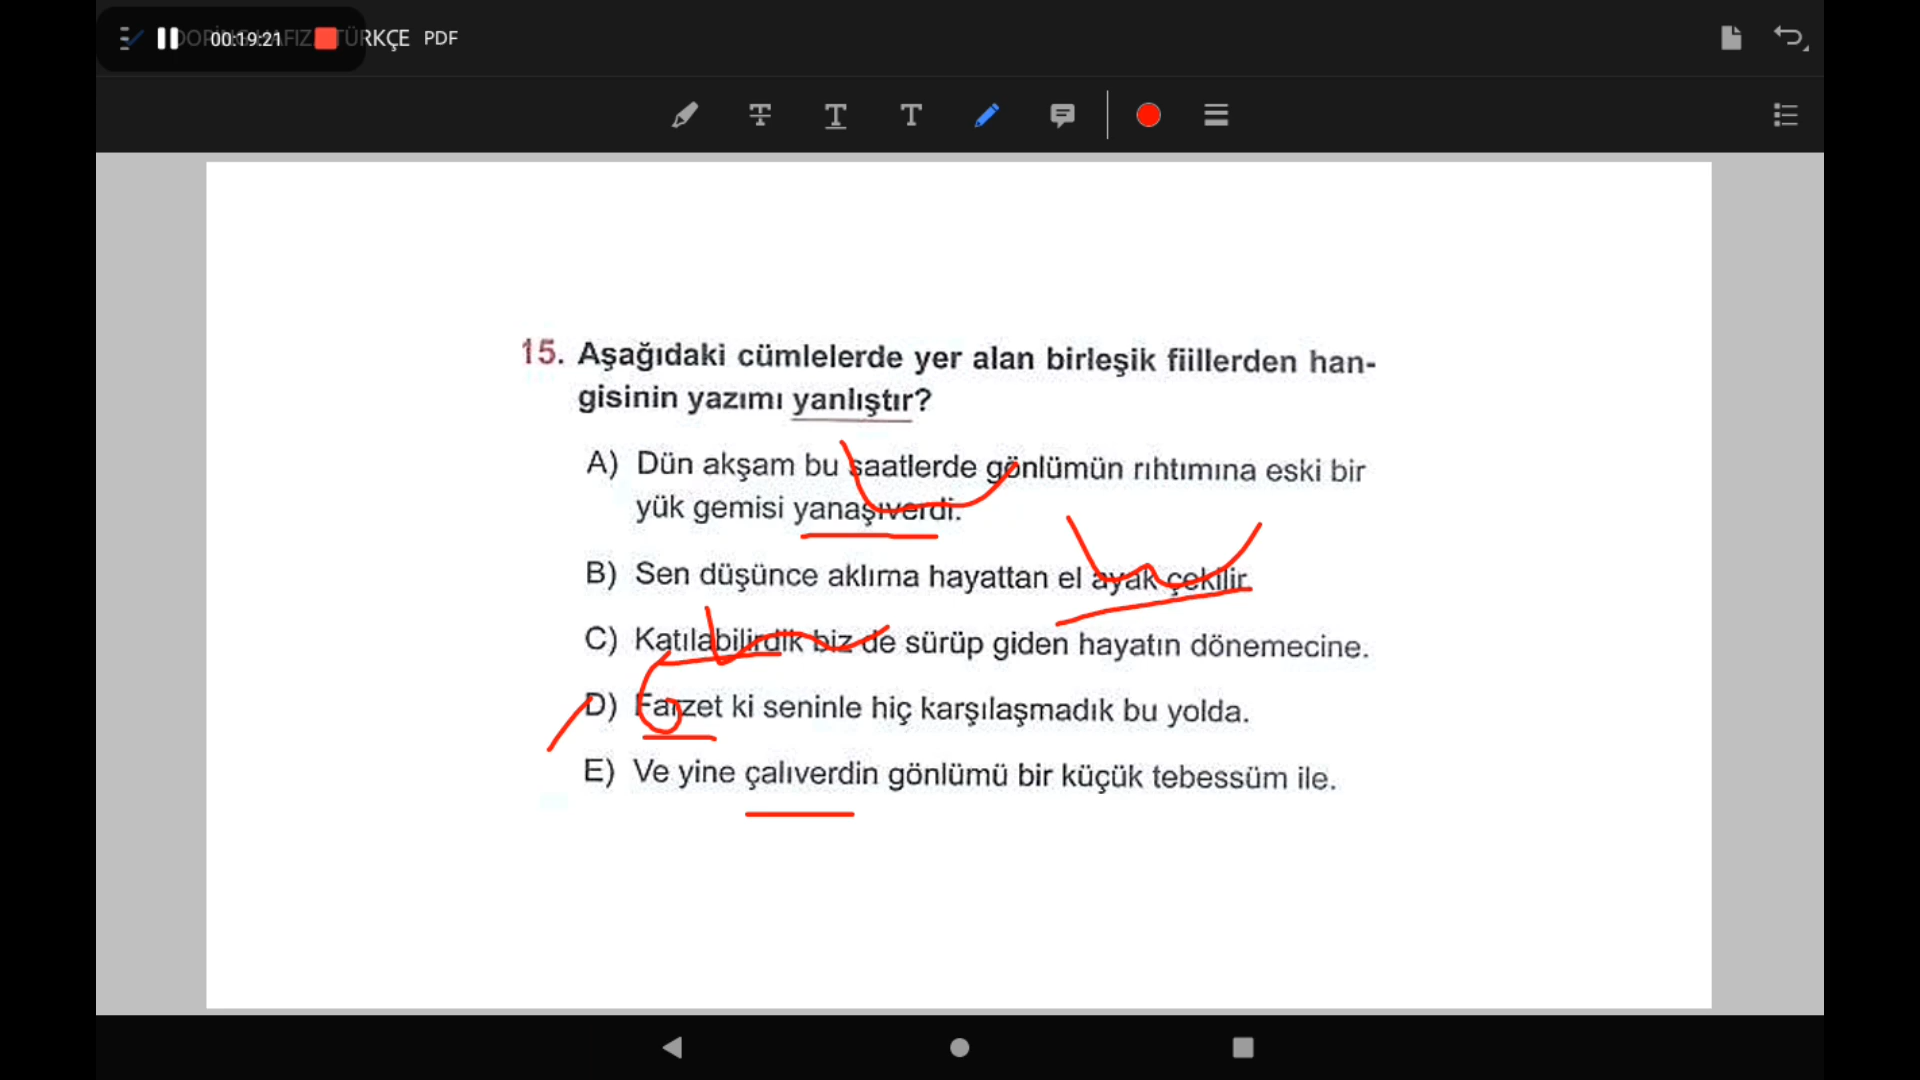 00:19:21 TÜRKÇE PDF
15. Aşağıdaki cümlelerde yer alan birleşik fiillerden han-
gisinin yazımı yanlıştır?
A) Dün akşam bu saatlerde gönlümün rıhtımına eski bir
yük gemisi yanaşıverdi.
B) Sen düşünce aklıma hayattan el ayak çekilir.
C) Katılabilirdik biz de sürüp giden hayatın dönemecine.
D) Farzet ki seninle hiç karşılaşmadık bu yolda.
E) Ve yine çalıverdin gönlümü bir küçük tebessüm ile.